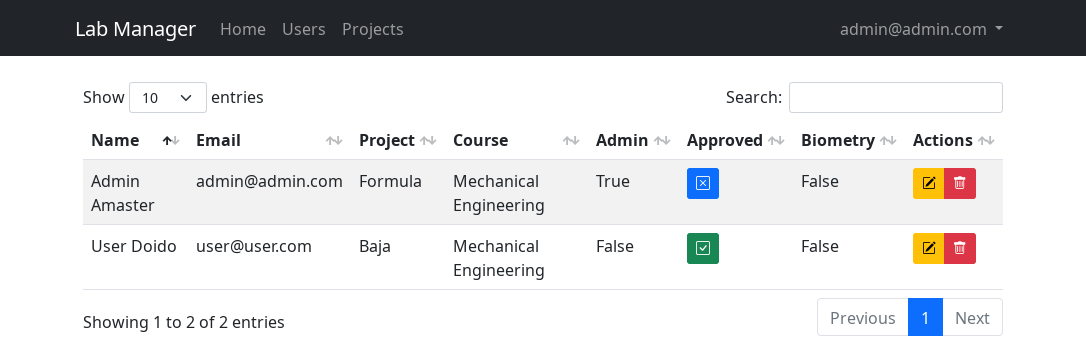 Lab Manager Home Users Projects admin@admin.com
Show 10 entries Search:
Name Email Project Course Admin Approved Biometry Actions
Admin Amaster admin@admin.com Formula Mechanical Engineering True False
User Doido user@user.com Baja Mechanical Engineering False False
Showing 1 to 2 of 2 entries Previous 1 Next